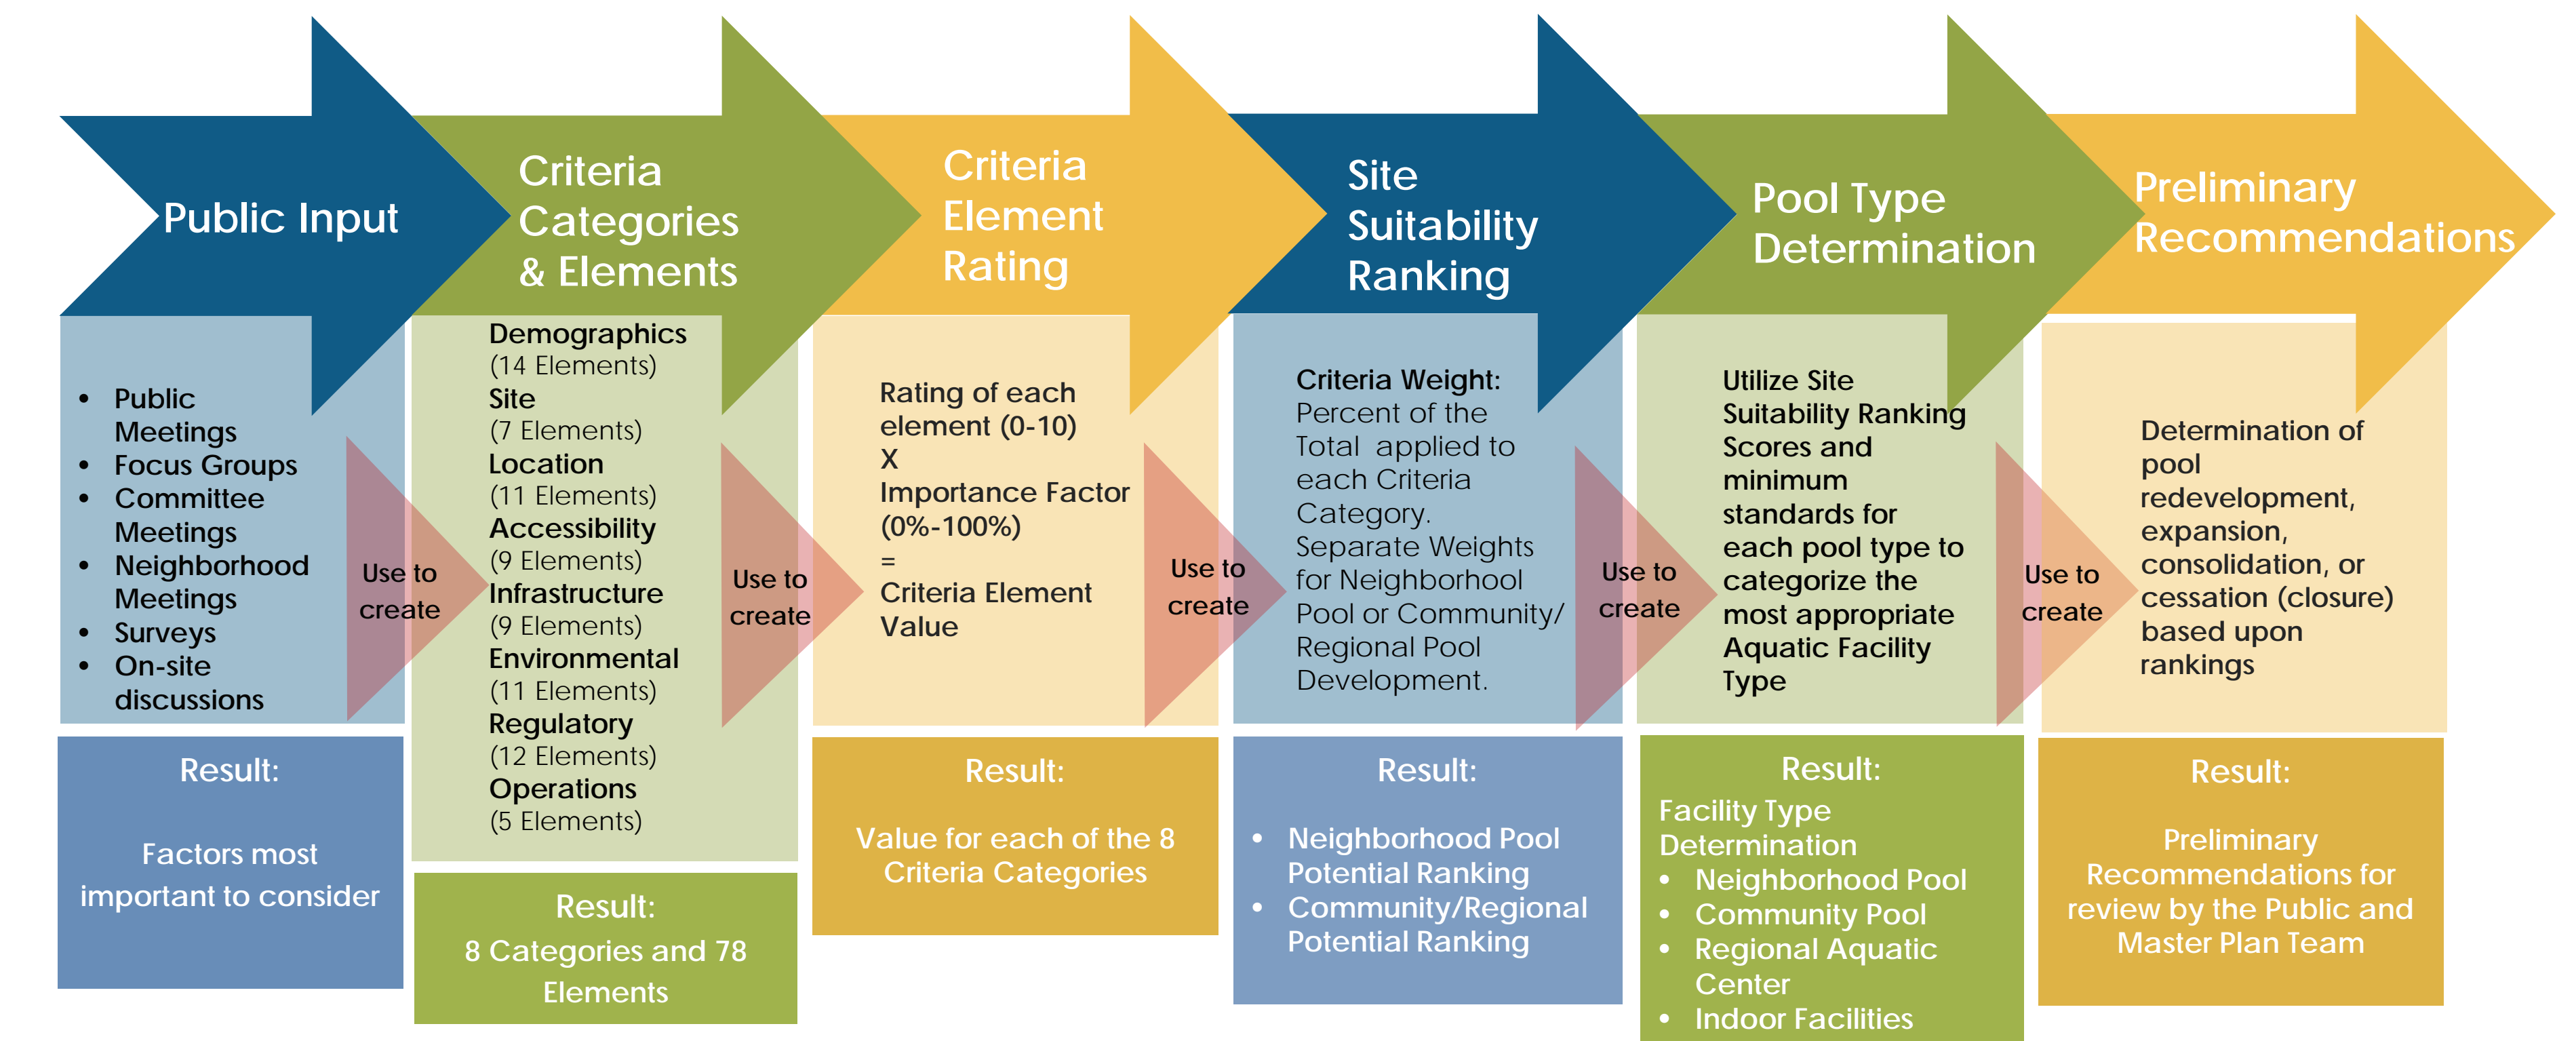 Public Input
Criteria
Categories
& Elements
Criteria
Element
Rating
Site
Suitability
Ranking
Pool Type
Determination
Preliminary
Recommendations
• Public
Meetings
• Focus Groups
• Committee
Meetings
• Neighborhood
Meetings
• Surveys
• On-site
discussions
Use to
create
Demographics
(14 Elements)
Site
(7 Elements)
Location
(11 Elements)
Accessibility
(9 Elements)
Infrastructure
(9 Elements)
Environmental
(11 Elements)
Regulatory
(12 Elements)
Operations
(5 Elements)
Use to
create
Rating of each
element (0-10)
X
Importance Factor
(0%-100%)
=
Criteria Element
Value
Use to
create
Criteria Weight:
Percent of the
Total applied to
each Criteria
Category.
Separate Weights
for Neighborhool
Pool or Community/
Regional Pool
Development.
Use to
create
Utilize Site
Suitability Ranking
Scores and
minimum
standards for
each pool type to
categorize the
most appropriate
Aquatic Facility
Type
Use to
create
Determination of
pool
redevelopment,
expansion,
consolidation, or
cessation (closure)
based upon
rankings
Result:
Factors most
important to consider
Result:
8 Categories and 78
Elements
Result:
Value for each of the 8
Criteria Categories
Result:
• Neighborhood Pool
Potential Ranking
• Community/Regional
Potential Ranking
Result:
Facility Type
Determination
• Neighborhood Pool
• Community Pool
• Regional Aquatic
Center
• Indoor Facilities
Result:
Preliminary
Recommendations for
review by the Public and
Master Plan Team